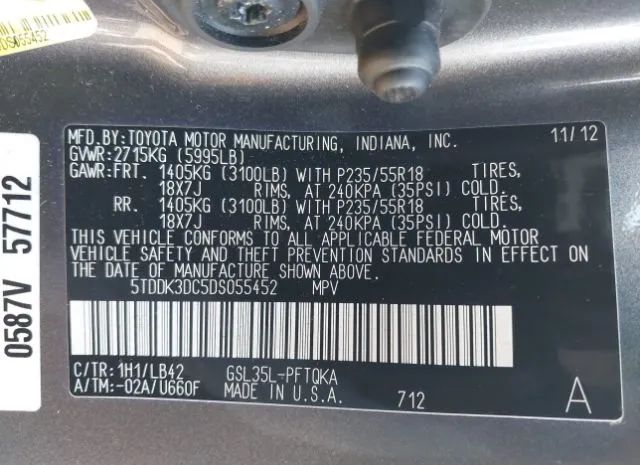 DS055452
0587V 57712
MFD.BY:TOYOTA MOTOR MANUFACTURING, INDIANA, INC. 11/12
GVWR:2715KG (5995LB)
GAWR:FRT. 1405KG (3100LB) WITH P235/55R18 TIRES,
18X7J RIMS, AT 240KPA (35PSI) COLD.
RR. 1405KG (3100LB) WITH P235/55R18 TIRES,
18X7J RIMS, AT 240KPA (35PSI) COLD.
THIS VEHICLE CONFORMS TO ALL APPLICABLE FEDERAL MOTOR
VEHICLE SAFETY AND THEFT PREVENTION STANDARDS IN EFFECT ON
THE DATE OF MANUFACTURE SHOWN ABOVE.
5TDDK3DC5DS055452 MPV
C/TR:1H1/LB42 GSL35L-PFTQKA
A/TM:-02A/U660F MADE IN U.S.A. 712 A